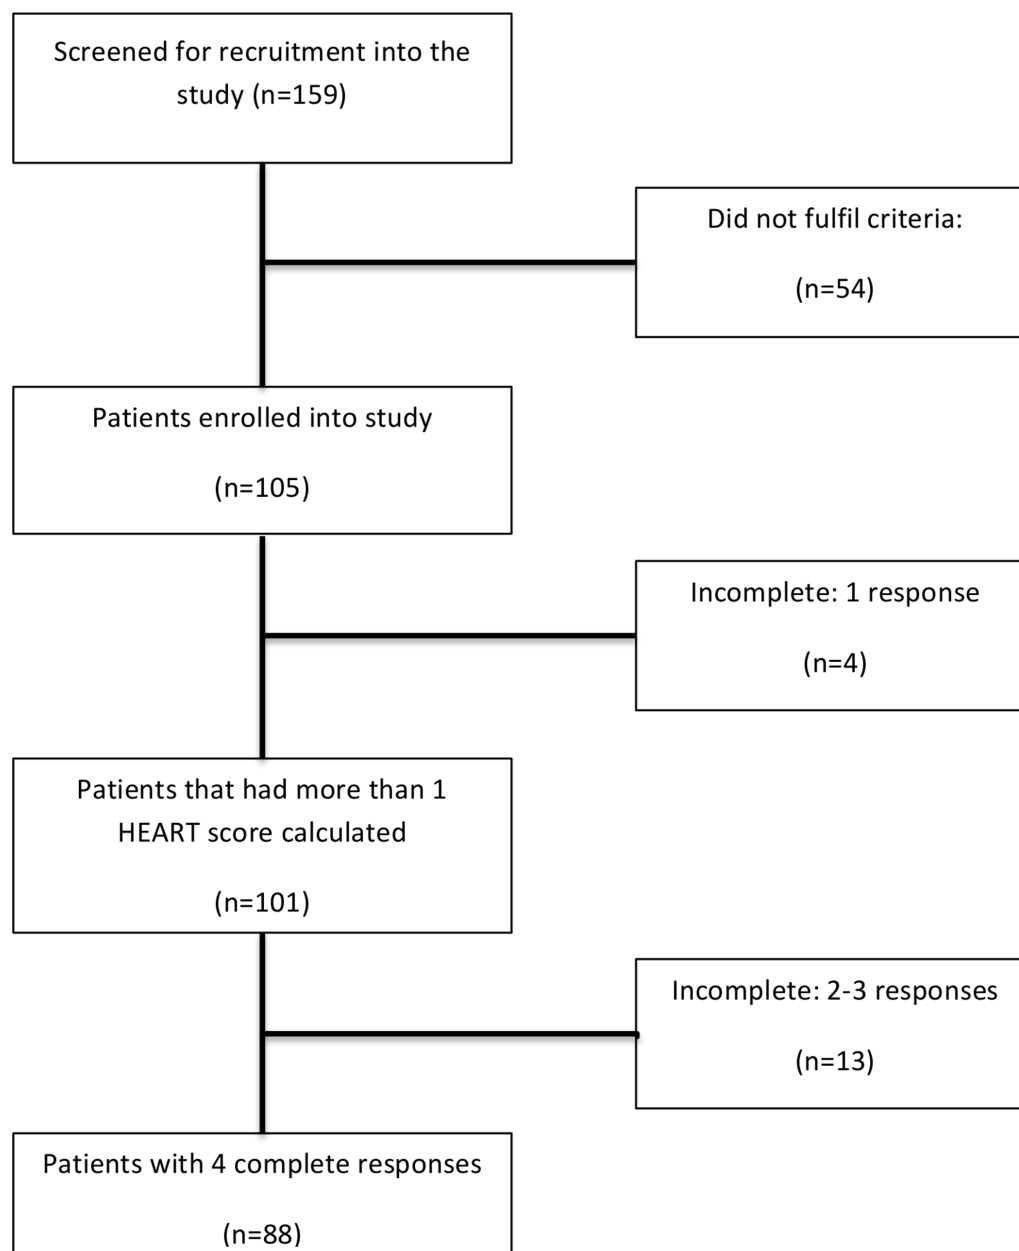 Screened for recruitment into the
study (n=159)
Did not fulfil criteria:
(n=54)
Patients enrolled into study
(n=105)
Incomplete: 1 response
(n=4)
Patients that had more than 1
HEART score calculated
(n=101)
Incomplete: 2-3 responses
(n=13)
Patients with 4 complete responses
(n=88)